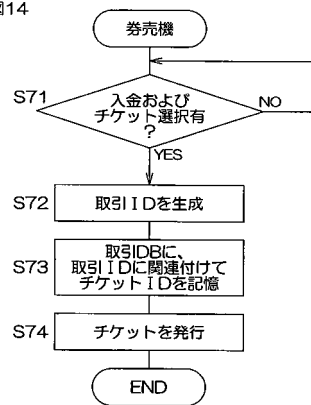 図14
券売機
S71
入金および
チケット選択有
?
NO
YES
S72
取引IDを生成
S73
取引DBに、
取引IDに関連付けて
チケットIDを記憶
S74
チケットを発行
END